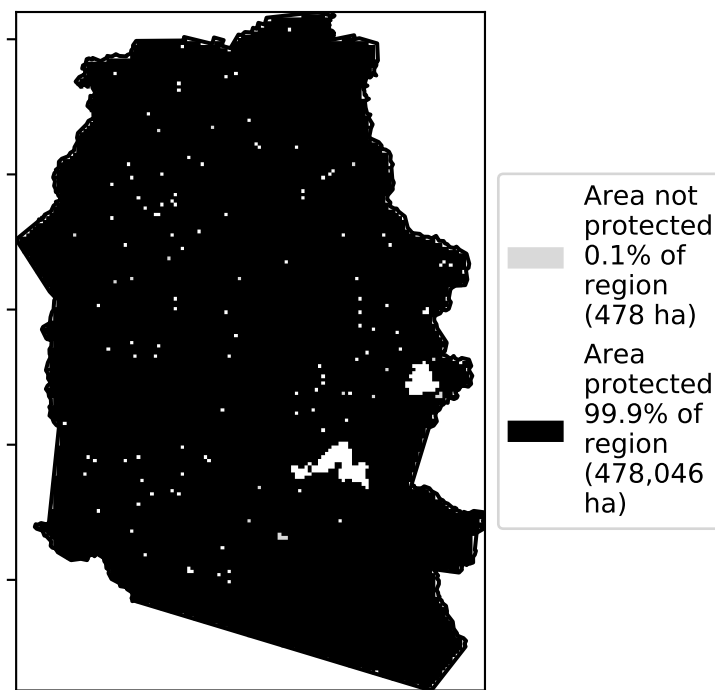 Area not
protected
0.1% of
region
(478 ha)
Area
protected
99.9% of
region
(478,046
ha)